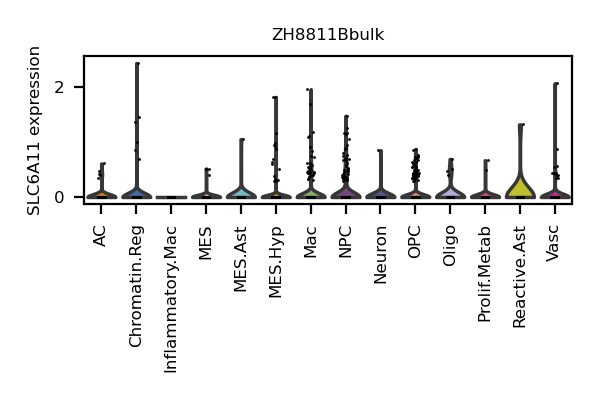 ZH8811Bbulk
SLC6A11 expression
2
0
AC
Chromatin.Reg
Inflammatory.Mac
MES
MES.Ast
MES.Hyp
Mac
NPC
Neuron
OPC
Oligo
Prolif.Metab
Reactive.Ast
Vasc